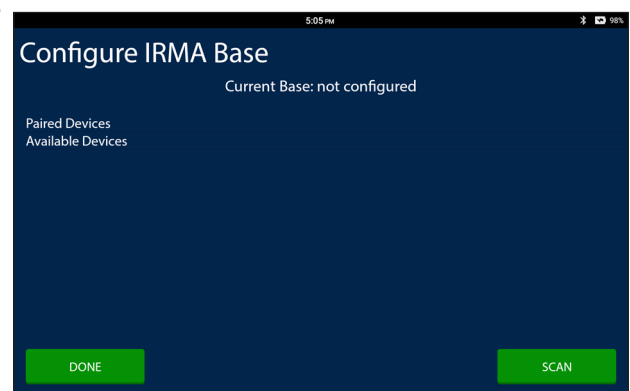 5:05 PM
98%
Configure IRMA Base
Current Base: not configured
Paired Devices
Available Devices
DONE
SCAN